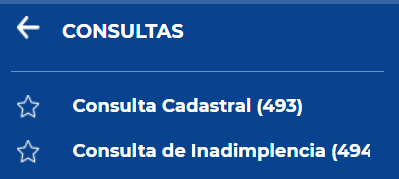 CONSULTAS
Consulta Cadastral (493)
Consulta de Inadimplencia (494